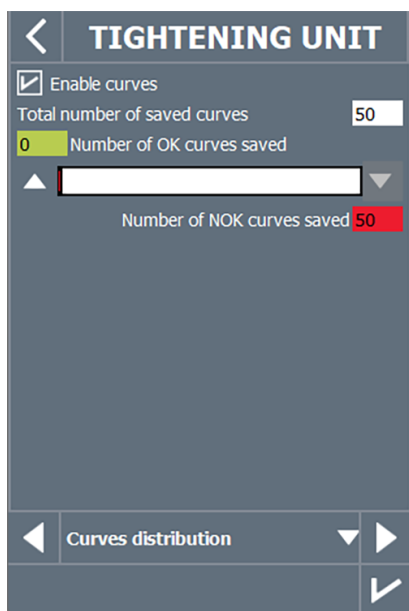 TIGHTENING UNIT
Enable curves
Total number of saved curves 50
0 Number of OK curves saved
Number of NOK curves saved 50
Curves distribution